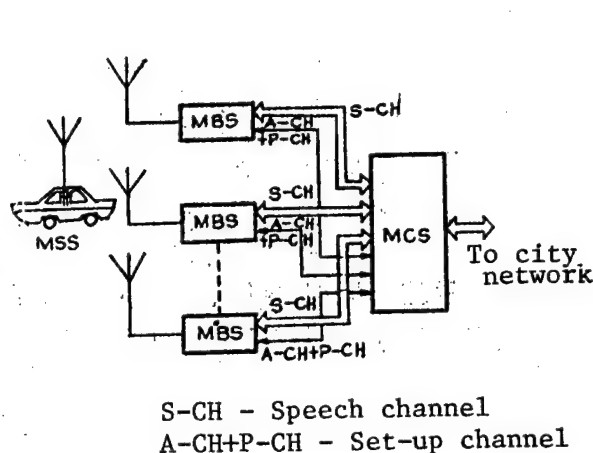 S-CH
MBS
A-CH
+P-CH
S-CH
MBS
A-CH
+P-CH
MSS
MCS
To city
network
S-CH
MBS
A-CH+P-CH
S-CH - Speech channel
A-CH+P-CH - Set-up channel